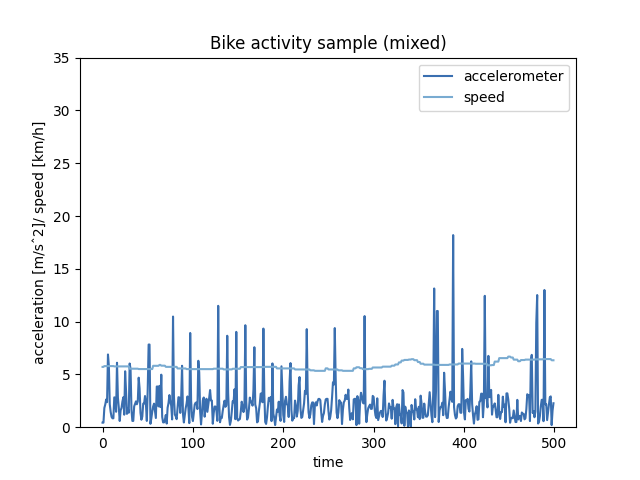 Bike activity sample (mixed)
accelerometer
speed
35
30
25
20
15
10
5
0
acceleration [m/sˆ2]/ speed [km/h]
0 100 200 300 400 500
time